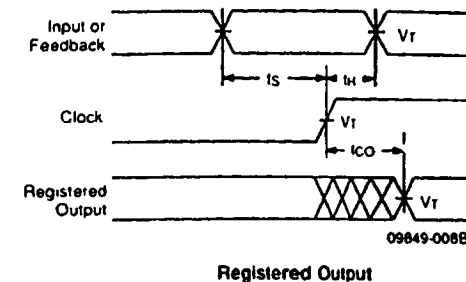 Input or
Feedback
VT
tS
tH
Clock
VT
tCO
Registered
Output
VT
09849-008B
Registered Output